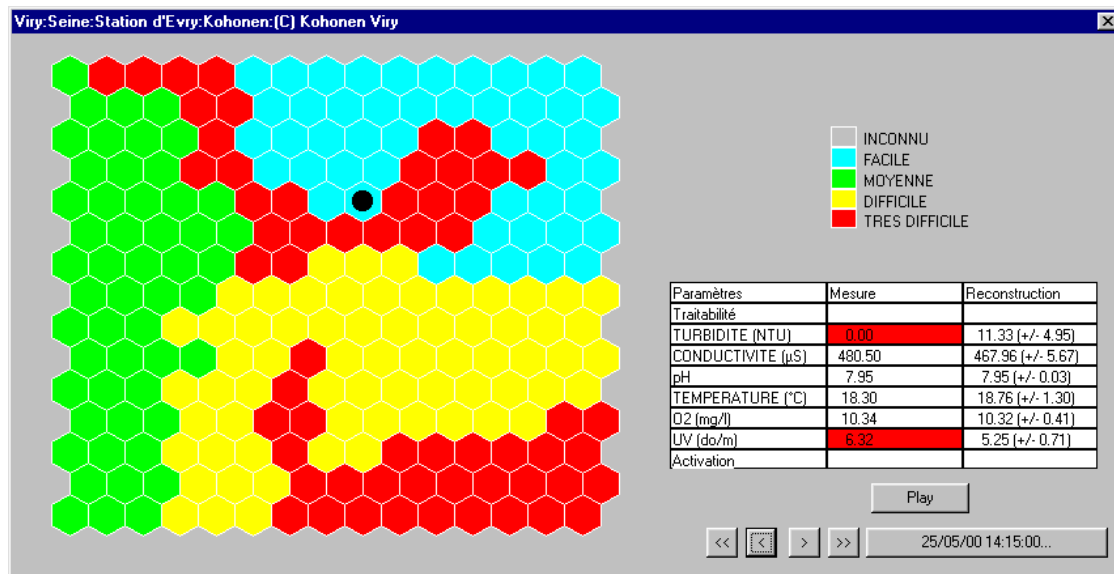 Viry:Seine:Station d'Evry:Kohonen:(C) Kohonen Viry
INCONNU
FACILE
MOYENNE
DIFFICILE
TRES DIFFICILE
Paramètres Mesure Reconstruction
Traitabilité
TURBIDITE (NTU) 0.00 11.33 (+/- 4.95)
CONDUCTIVITE (µS) 480.50 467.96 (+/- 5.67)
pH 7.95 7.95 (+/- 0.03)
TEMPERATURE (°C) 18.30 18.76 (+/- 1.30)
O2 (mg/l) 10.34 10.32 (+/- 0.41)
UV (do/m) 6.32 5.25 (+/- 0.71)
Activation
Play
<< < > >> 25/05/00 14:15:00...